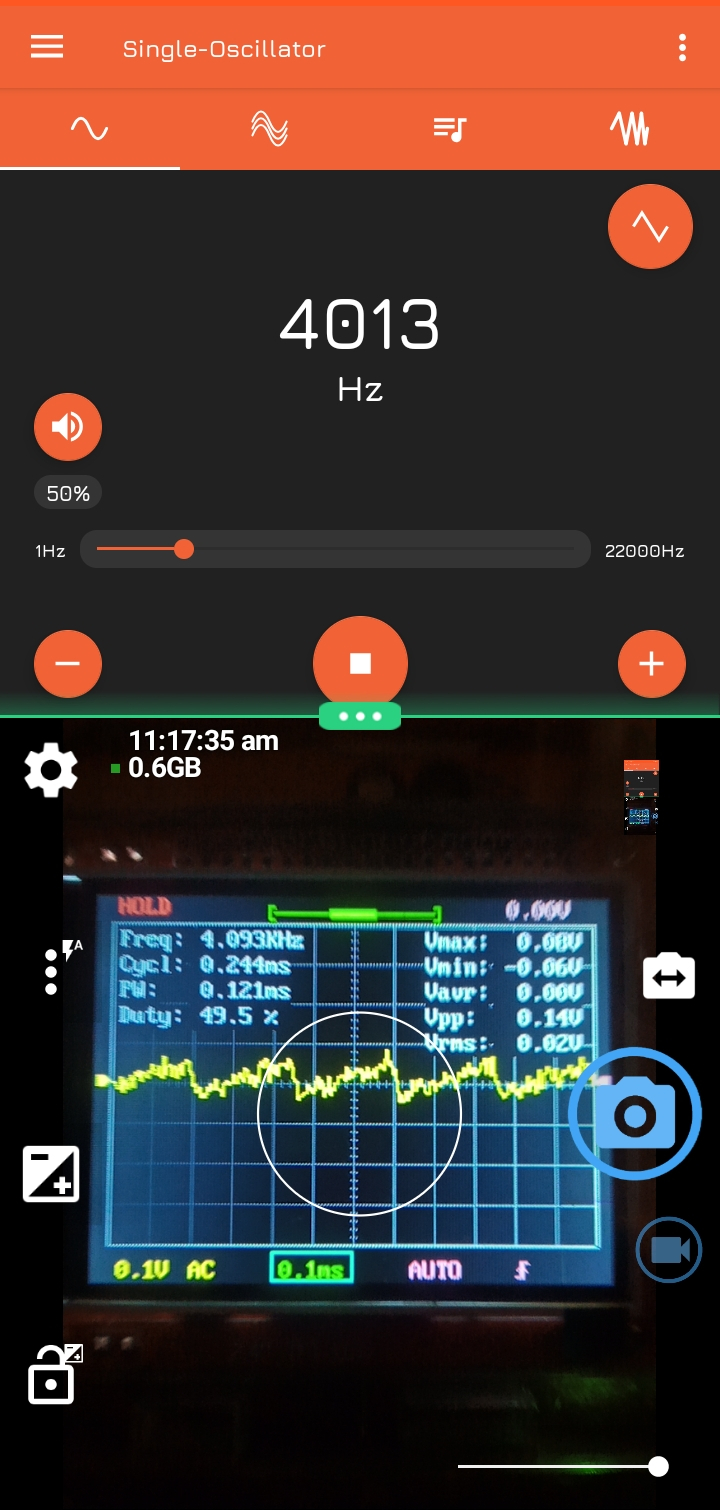 Single-Oscillator
4013
Hz
50%
1Hz
22000Hz
11:17:35 am
0.6GB
HOLD
0.00V
Freq: 4.093KHz
Vmax: 0.08V
Cycl: 0.244ms
Vmin: -0.06V
PW: 0.121ms
Vavr: 0.00V
Duty: 49.5 %
Vpp: 0.14V
Vrms: 0.02V
A
0.1V AC
0.1ms
AUTO